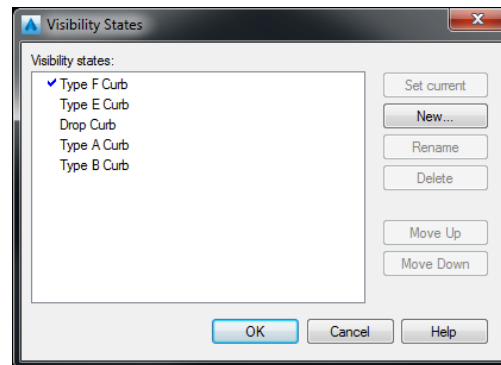 Visibility States
Visibility states:
Type F Curb
Type E Curb
Drop Curb
Type A Curb
Type B Curb
Set current
New...
Rename
Delete
Move Up
Move Down
OK
Cancel
Help